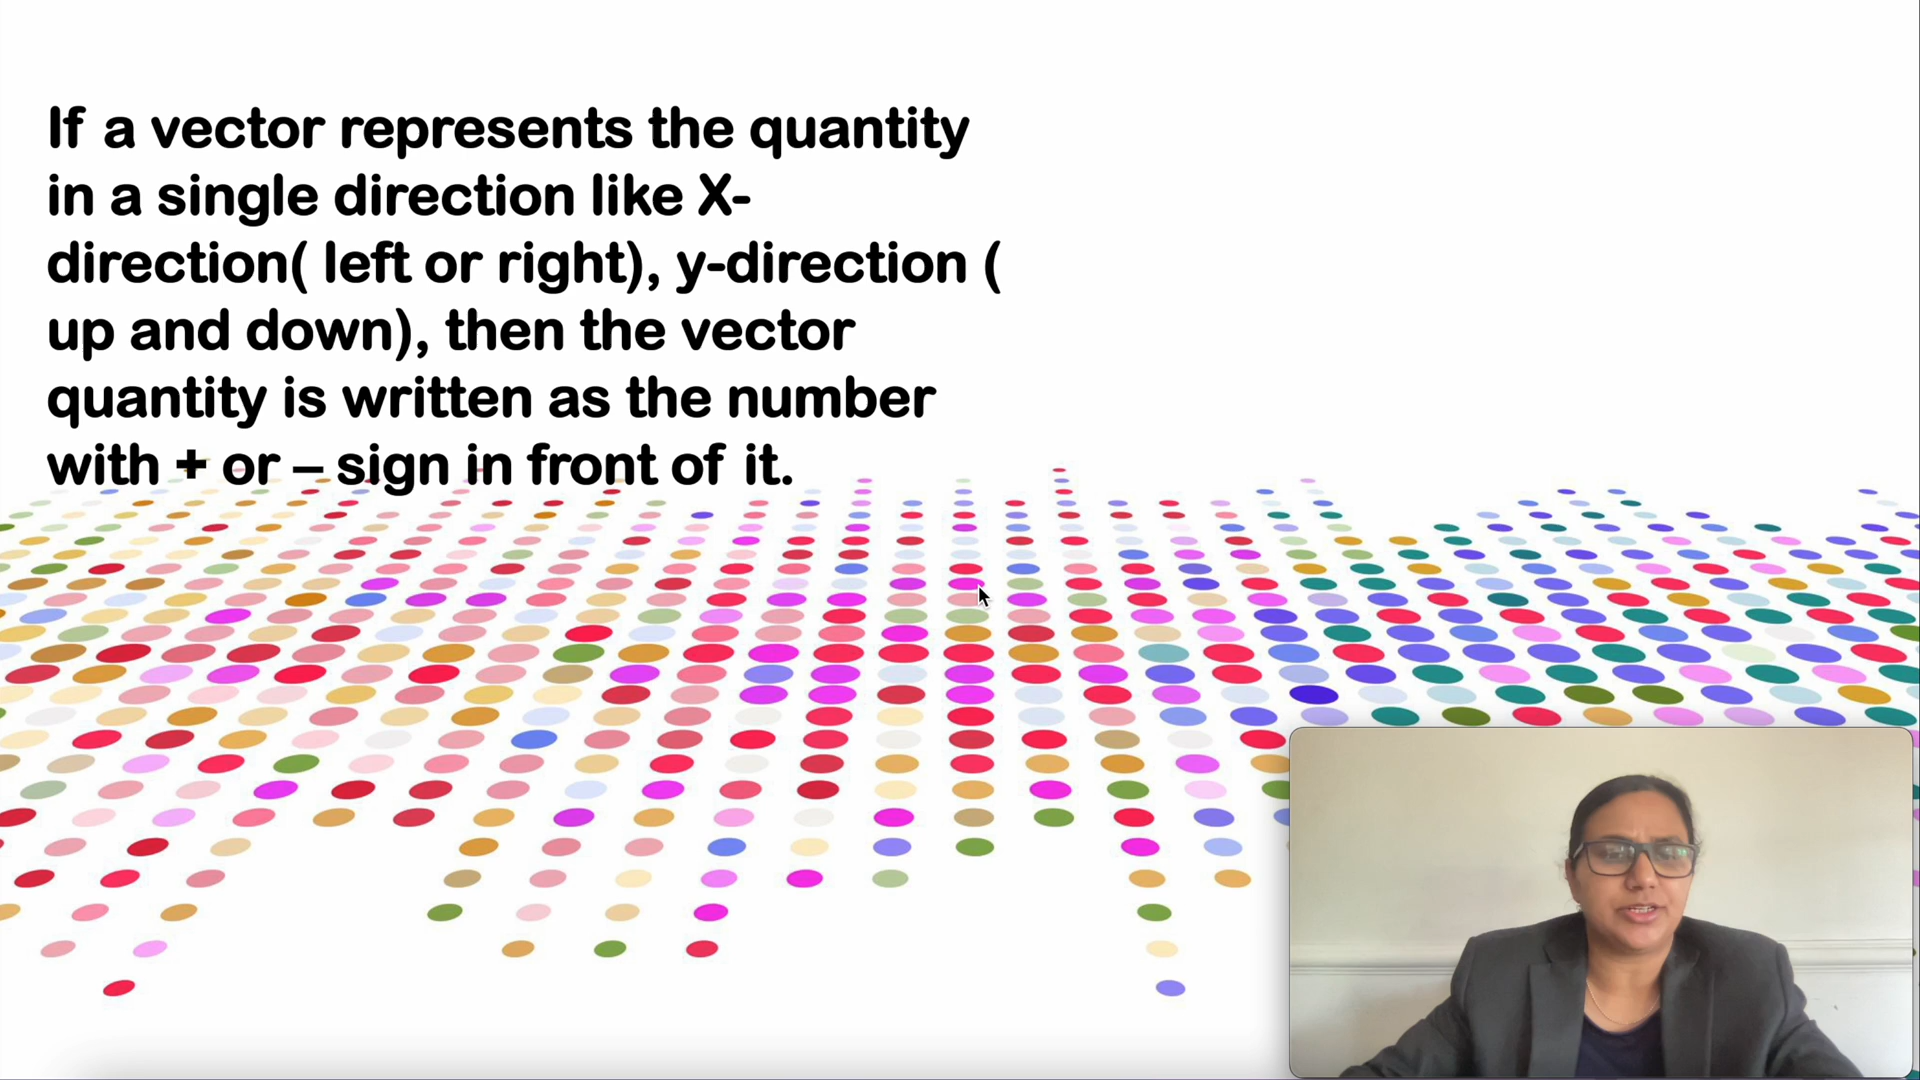 If a vector represents the quantity
in a single direction like X-
direction( left or right), y-direction (
up and down), then the vector
quantity is written as the number
with + or – sign in front of it.